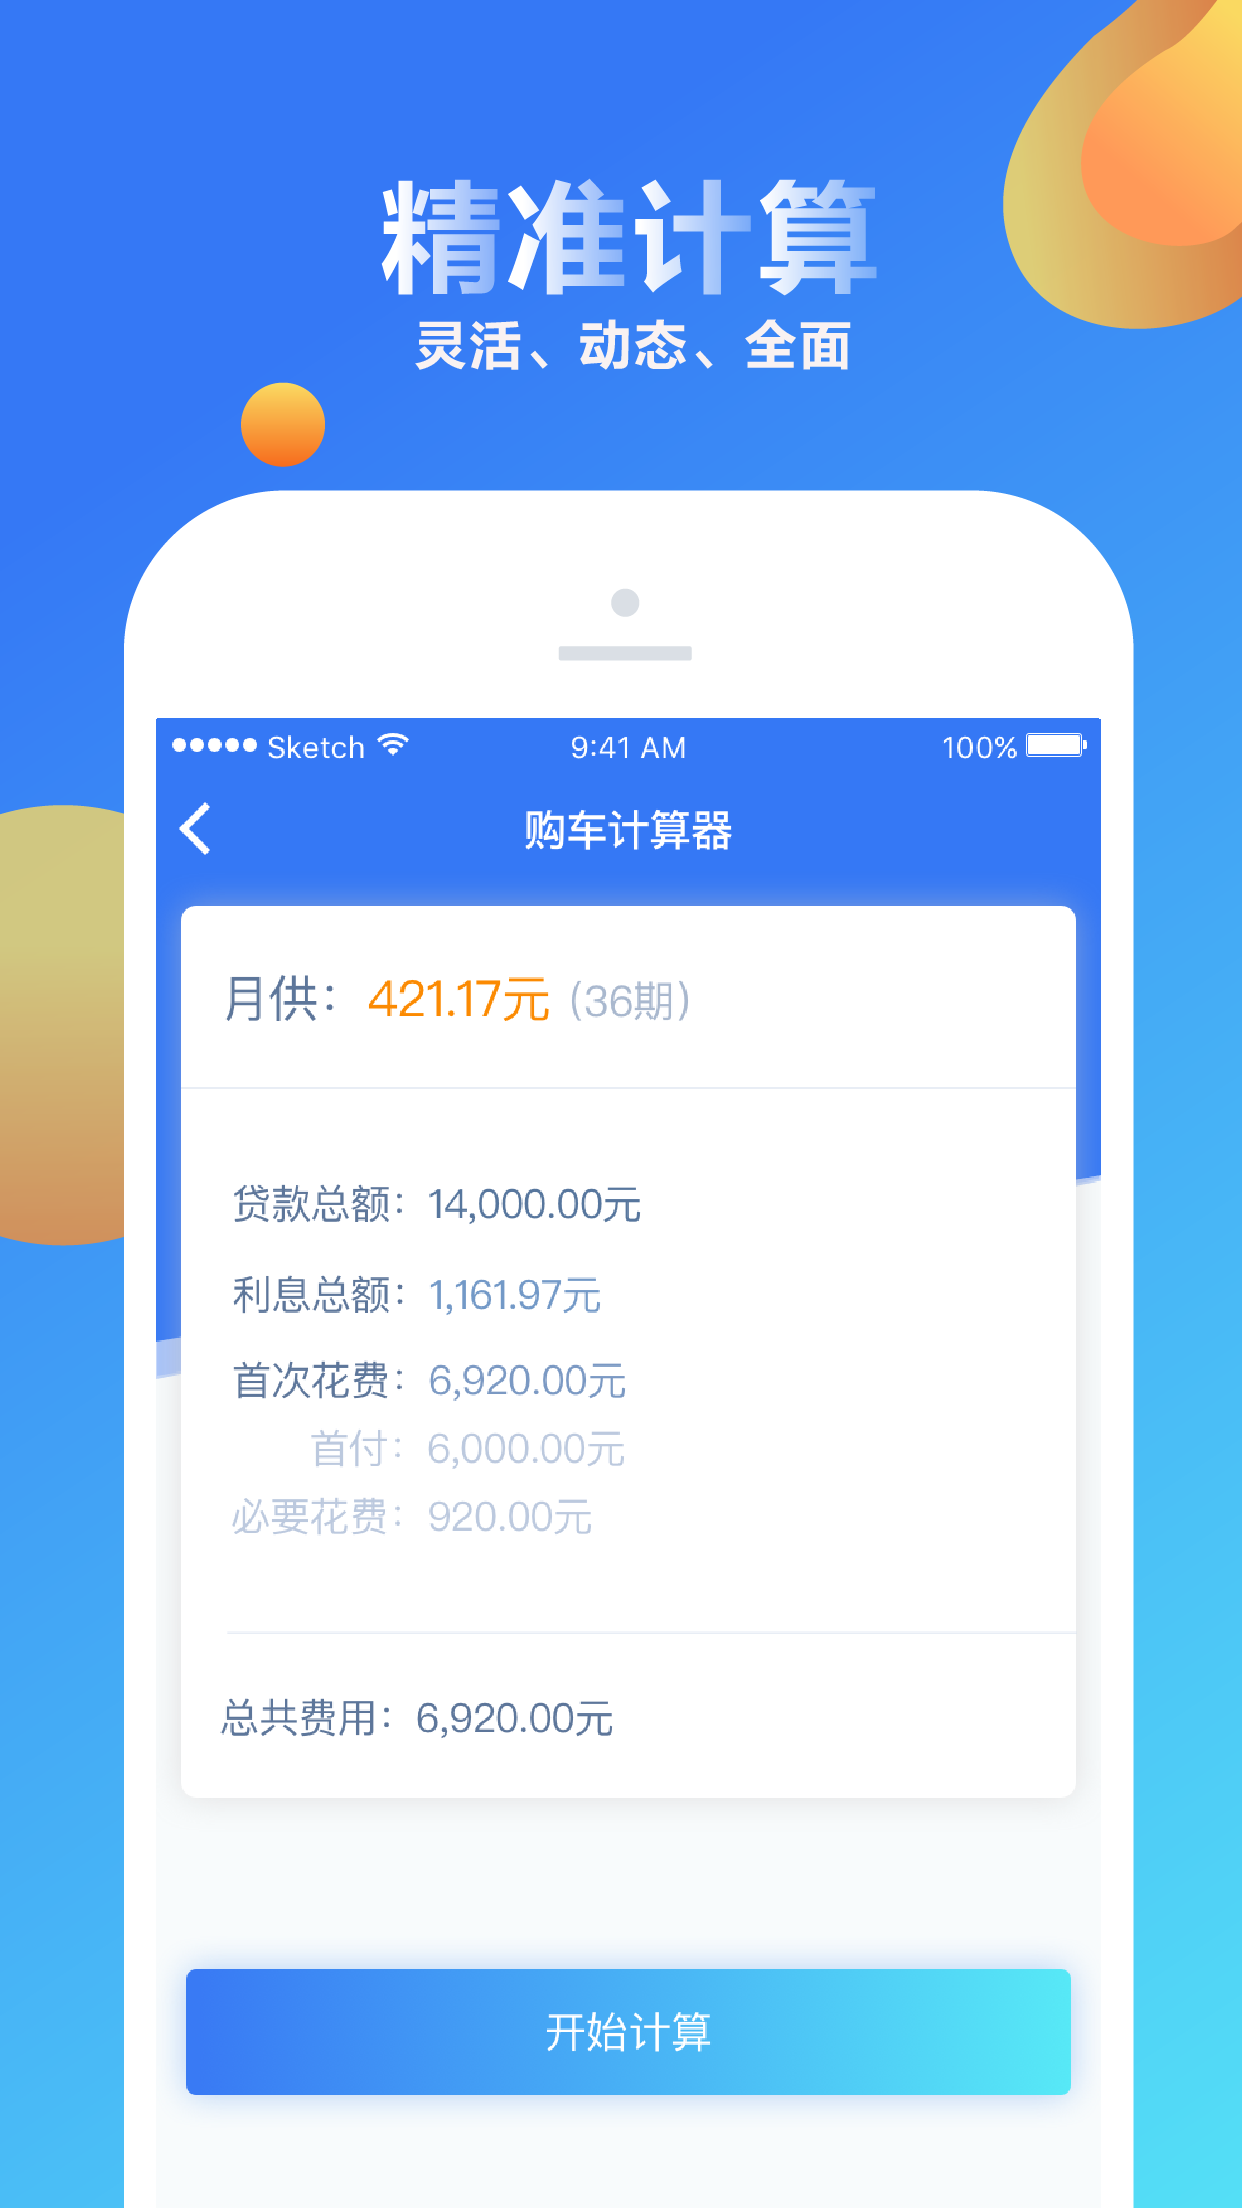 精准计算
灵活、动态、全面
Sketch 9:41 AM 100%
购车计算器
月供：421.17元 (36期)
贷款总额：14,000.00元
利息总额：1,161.97元
首次花费：6,920.00元
首付：6,000.00元
必要花费：920.00元
总共费用：6,920.00元
开始计算